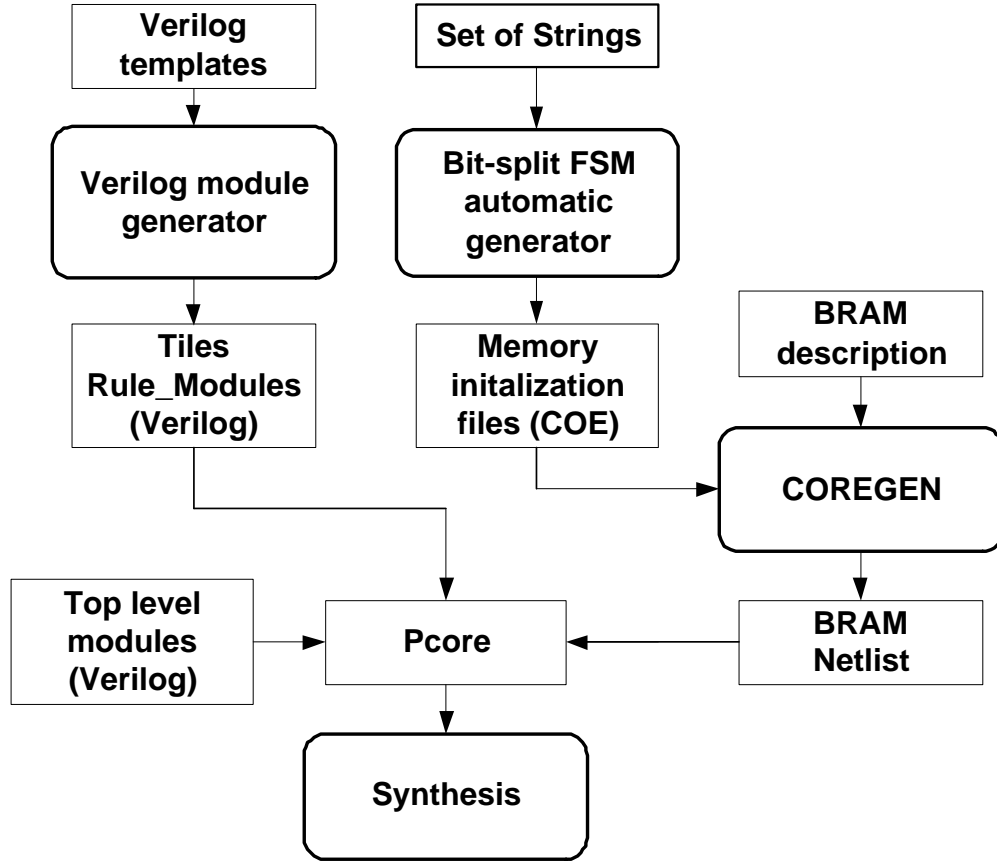 Verilog
templates
Set of Strings
Verilog module
generator
Bit-split FSM
automatic
generator
Tiles
Rule_Modules
(Verilog)
Memory
initalization
files (COE)
BRAM
description
COREGEN
Top level
modules
(Verilog)
Pcore
BRAM
Netlist
Synthesis